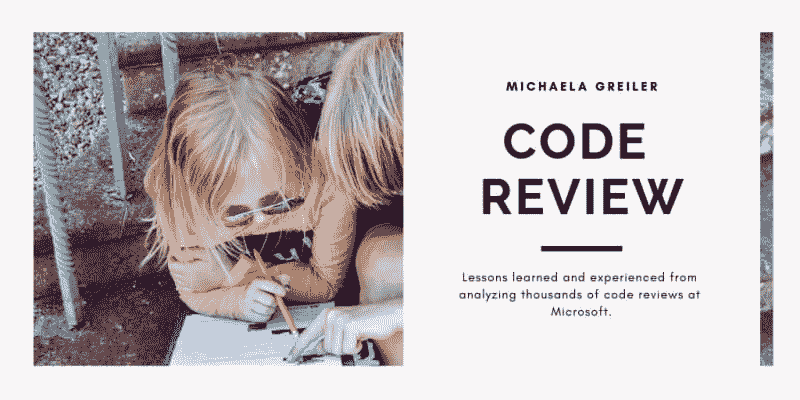 MICHAELA GREILER
CODE
REVIEW
Lessons learned and experienced from
analyzing thousands of code reviews at
Microsoft.